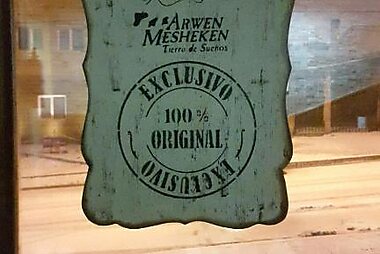 ARWEN
MESHEKEN
Tierra de Sueños
EXCLUSIVO
100 %
ORIGINAL
EXCLUSIVO